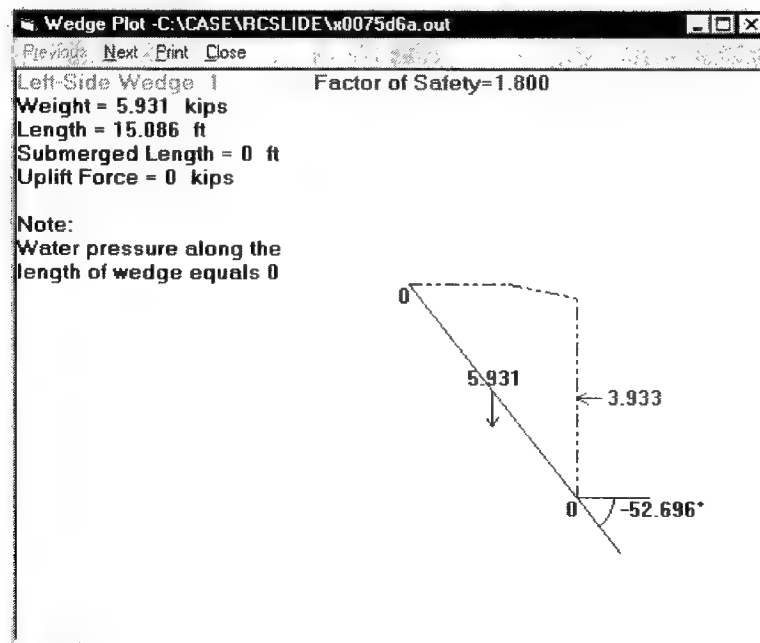 Wedge Plot -C:\CASE\RCSLIDE\x0075d6a.out
Previous Next Print Close
Left-Side Wedge 1 Factor of Safety=1.800
Weight = 5.931 kips
Length = 15.086 ft
Submerged Length = 0 ft
Uplift Force = 0 kips
Note:
Water pressure along the
length of wedge equals 0
0
5.931
3.933
0
-52.696°